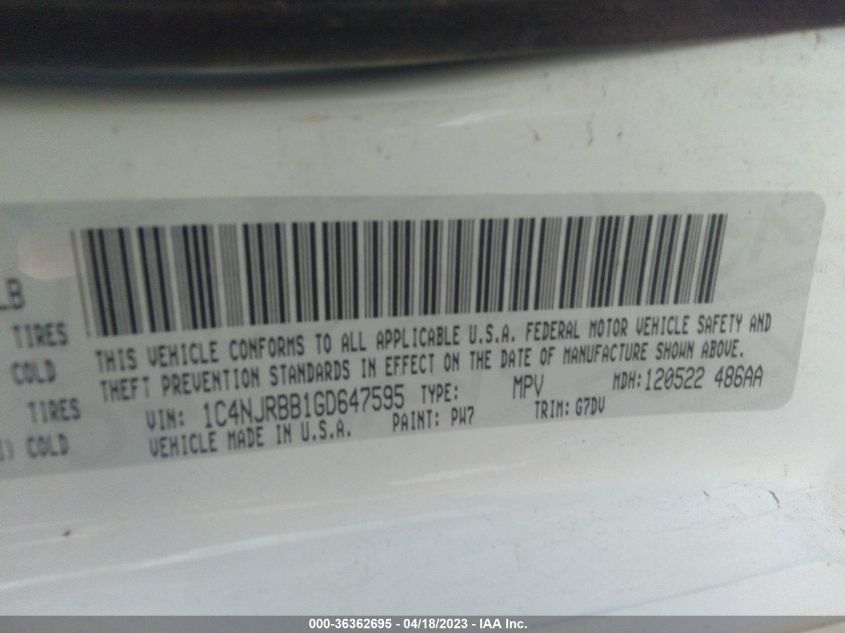 LB
TIRES
COLD
TIRES
) COLD
THIS VEHICLE CONFORMS TO ALL APPLICABLE U.S.A. FEDERAL MOTOR VEHICLE SAFETY AND
THEFT PREVENTION STANDARDS IN EFFECT ON THE DATE OF MANUFACTURE SHOWN ABOVE.
VIN: 1C4NJRBB1GD647595 TYPE: MPV MDH:120522 486AA
VEHICLE MADE IN U.S.A. PAINT: PW7 TRIM: G7DV
000-36362695 - 04/18/2023 - IAA Inc.